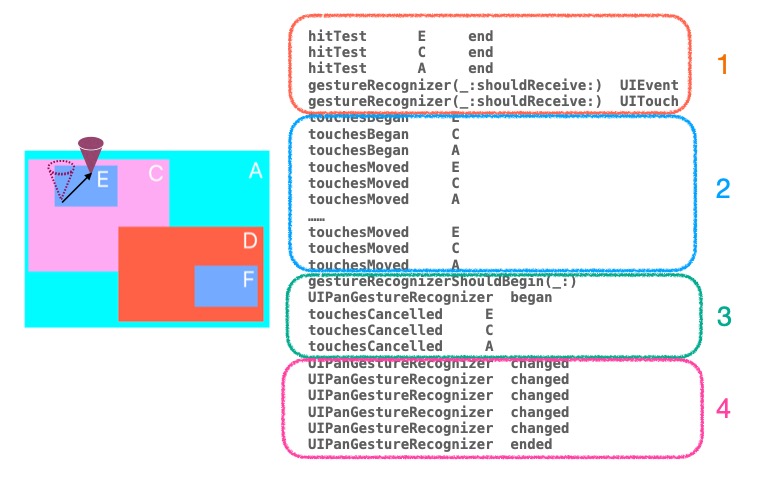 hitTest E end
hitTest C end
hitTest A end
gestureRecognizer(_:shouldReceive:) UIEvent
gestureRecognizer(_:shouldReceive:) UITouch
1
touchesBegan E
touchesBegan C
touchesBegan A
touchesMoved E
touchesMoved C
touchesMoved A
……
touchesMoved E
touchesMoved C
touchesMoved A
2
gestureRecognizerShouldBegin(_:)
UIPanGestureRecognizer began
touchesCancelled E
touchesCancelled C
touchesCancelled A
3
UIPanGestureRecognizer changed
UIPanGestureRecognizer changed
UIPanGestureRecognizer changed
UIPanGestureRecognizer changed
UIPanGestureRecognizer changed
UIPanGestureRecognizer ended
4
E
C
A
D
F